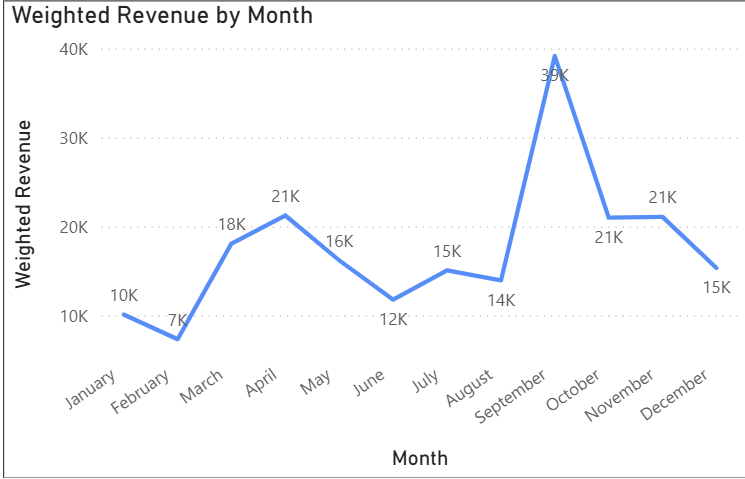 Weighted Revenue by Month
Weighted Revenue
40K
30K
20K
10K
10K
7K
18K
21K
16K
12K
15K
14K
39K
21K
21K
15K
January
February
March
April
May
June
July
August
September
October
November
December
Month